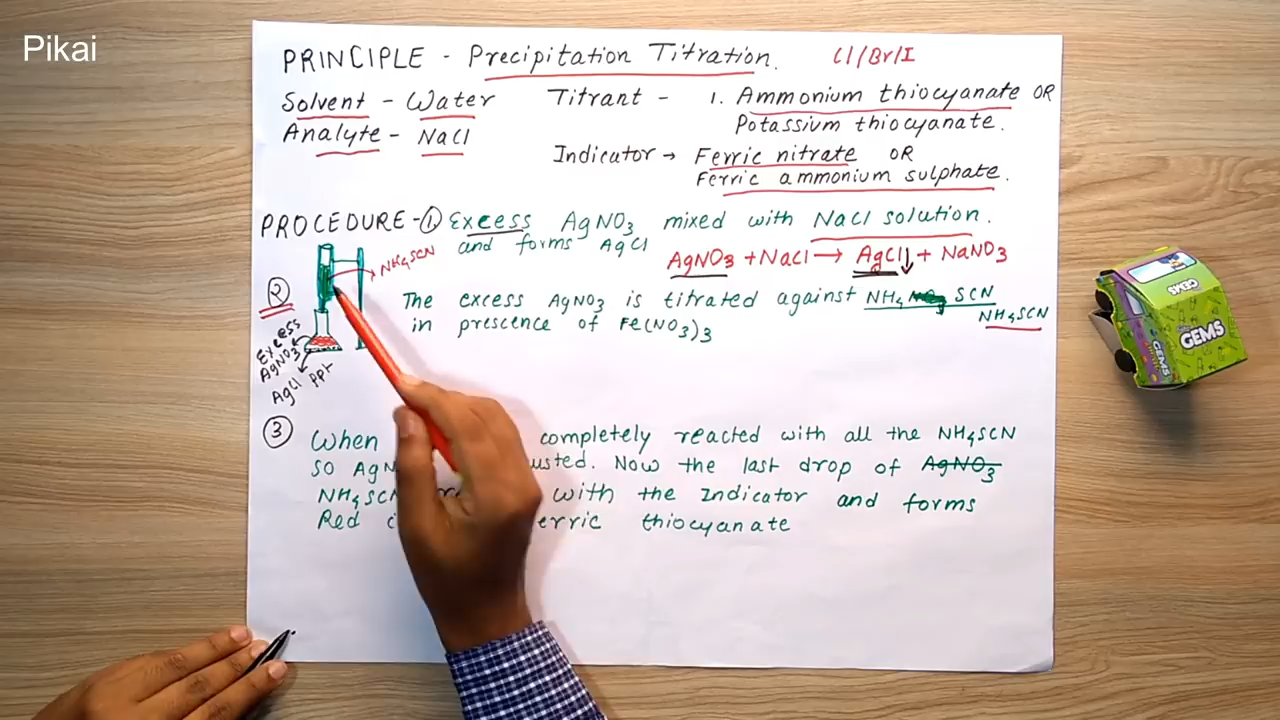 Pikai
PRINCIPLE - Precipitation Titration. Cl/Br/I
Solvent - Water
Analyte - NaCl
Titrant - 1. Ammonium thiocyanate OR
Potassium thiocyanate.
Indicator → Ferric nitrate OR
Ferric ammonium sulphate.
PROCEDURE - ① Excess AgNO3 mixed with NaCl solution.
and forms AgCl
AgNO3 + NaCl → AgCl↓ + NaNO3
②
NH4SCN
Excess
AgNO3
AgCl ppt
The excess AgNO3 is titrated against NH4 SCN
NH4SCN
in prescence of Fe(NO3)3
③
When completely reacted with all the NH4SCN
SO Now the last drop of AgNO3
NH4SCN with the Indicator and forms
Red thiocyanate
GEMS
GEMS
GEMS